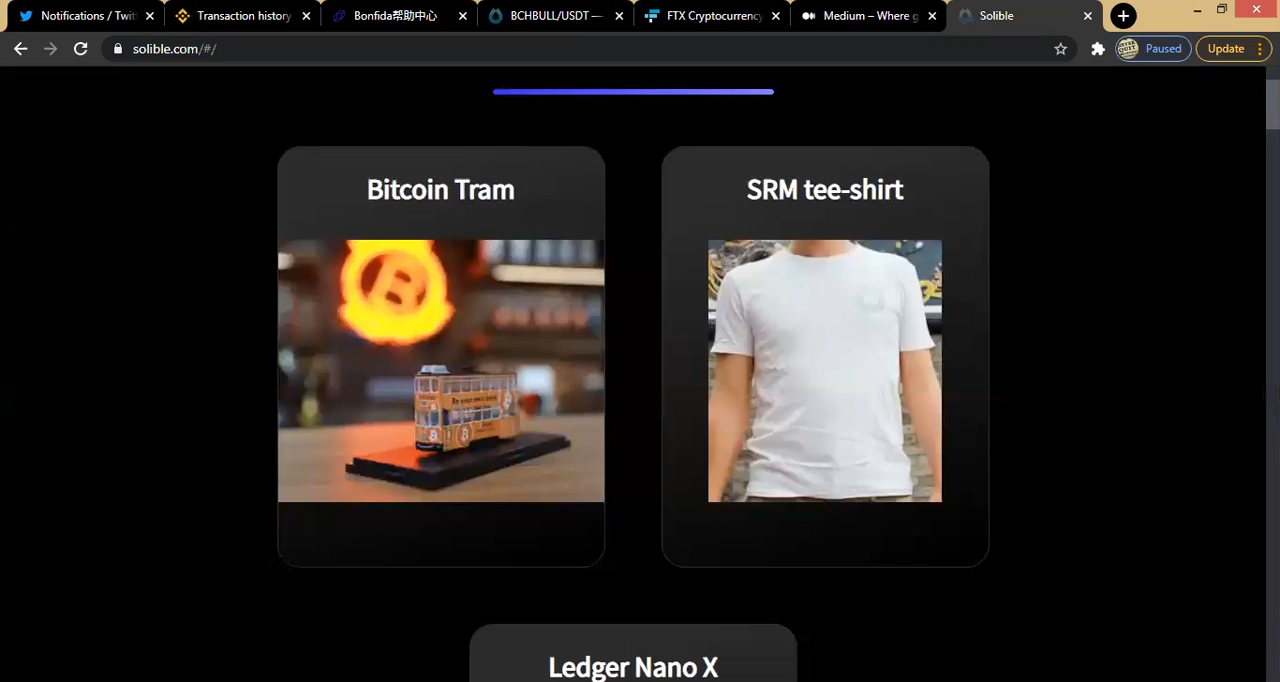 Notifications / Twit
Transaction history
Bonfida帮助中心
BCHBULL/USDT —
FTX Cryptocurrency
Medium – Where g
Solible
solible.com/#/
Paused
Update
Bitcoin Tram
SRM tee-shirt
Ledger Nano X